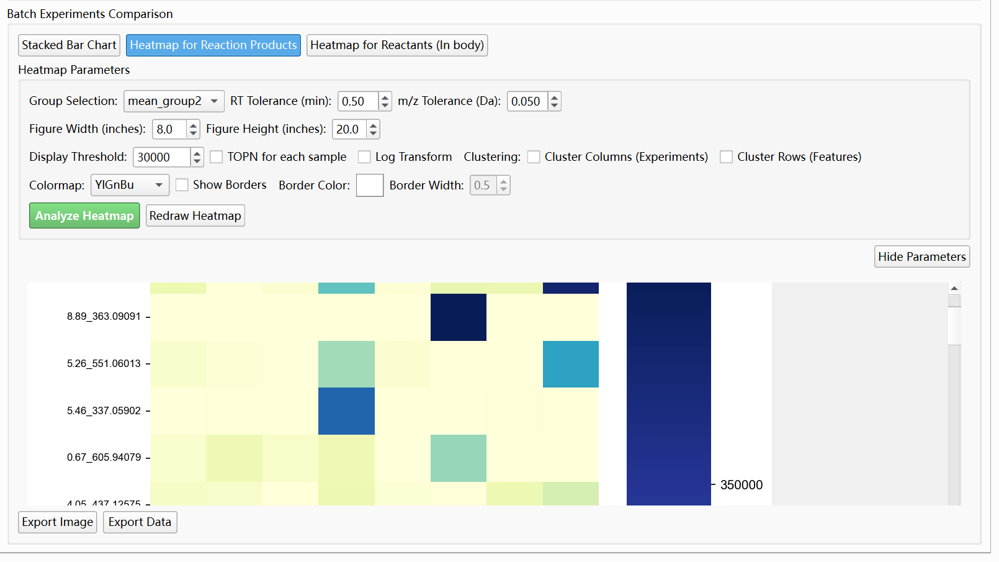 Batch Experiments Comparison
Stacked Bar Chart Heatmap for Reaction Products Heatmap for Reactants (In body)
Heatmap Parameters
Group Selection: mean_group2 RT Tolerance (min): 0.50 m/z Tolerance (Da): 0.050
Figure Width (inches): 8.0 Figure Height (inches): 20.0
Display Threshold: 30000 TOPN for each sample Log Transform Clustering: Cluster Columns (Experiments) Cluster Rows (Features)
Colormap: YlGnBu Show Borders Border Color: Border Width: 0.5
Analyze Heatmap Redraw Heatmap
Hide Parameters
8.89_363.09091
5.26_551.06013
5.46_337.05902
0.67_605.94079
350000
4.05_437.12575
Export Image Export Data